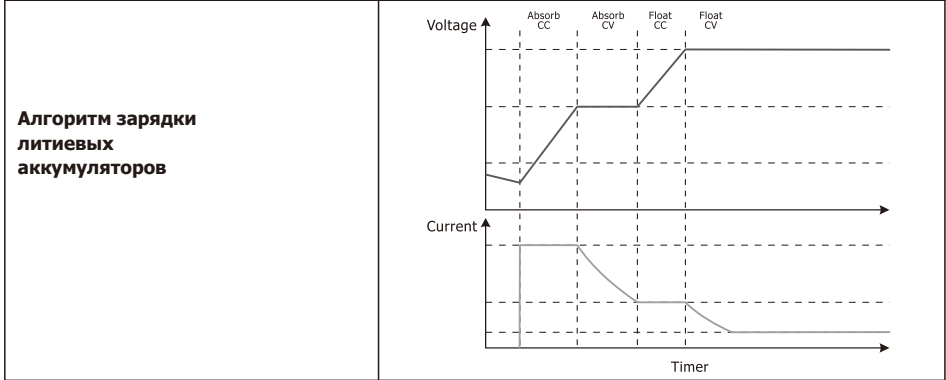 Алгоритм зарядки
литиевых
аккумуляторов
Voltage
Absorb
CC
Absorb
CV
Float
CC
Float
CV
Current
Timer